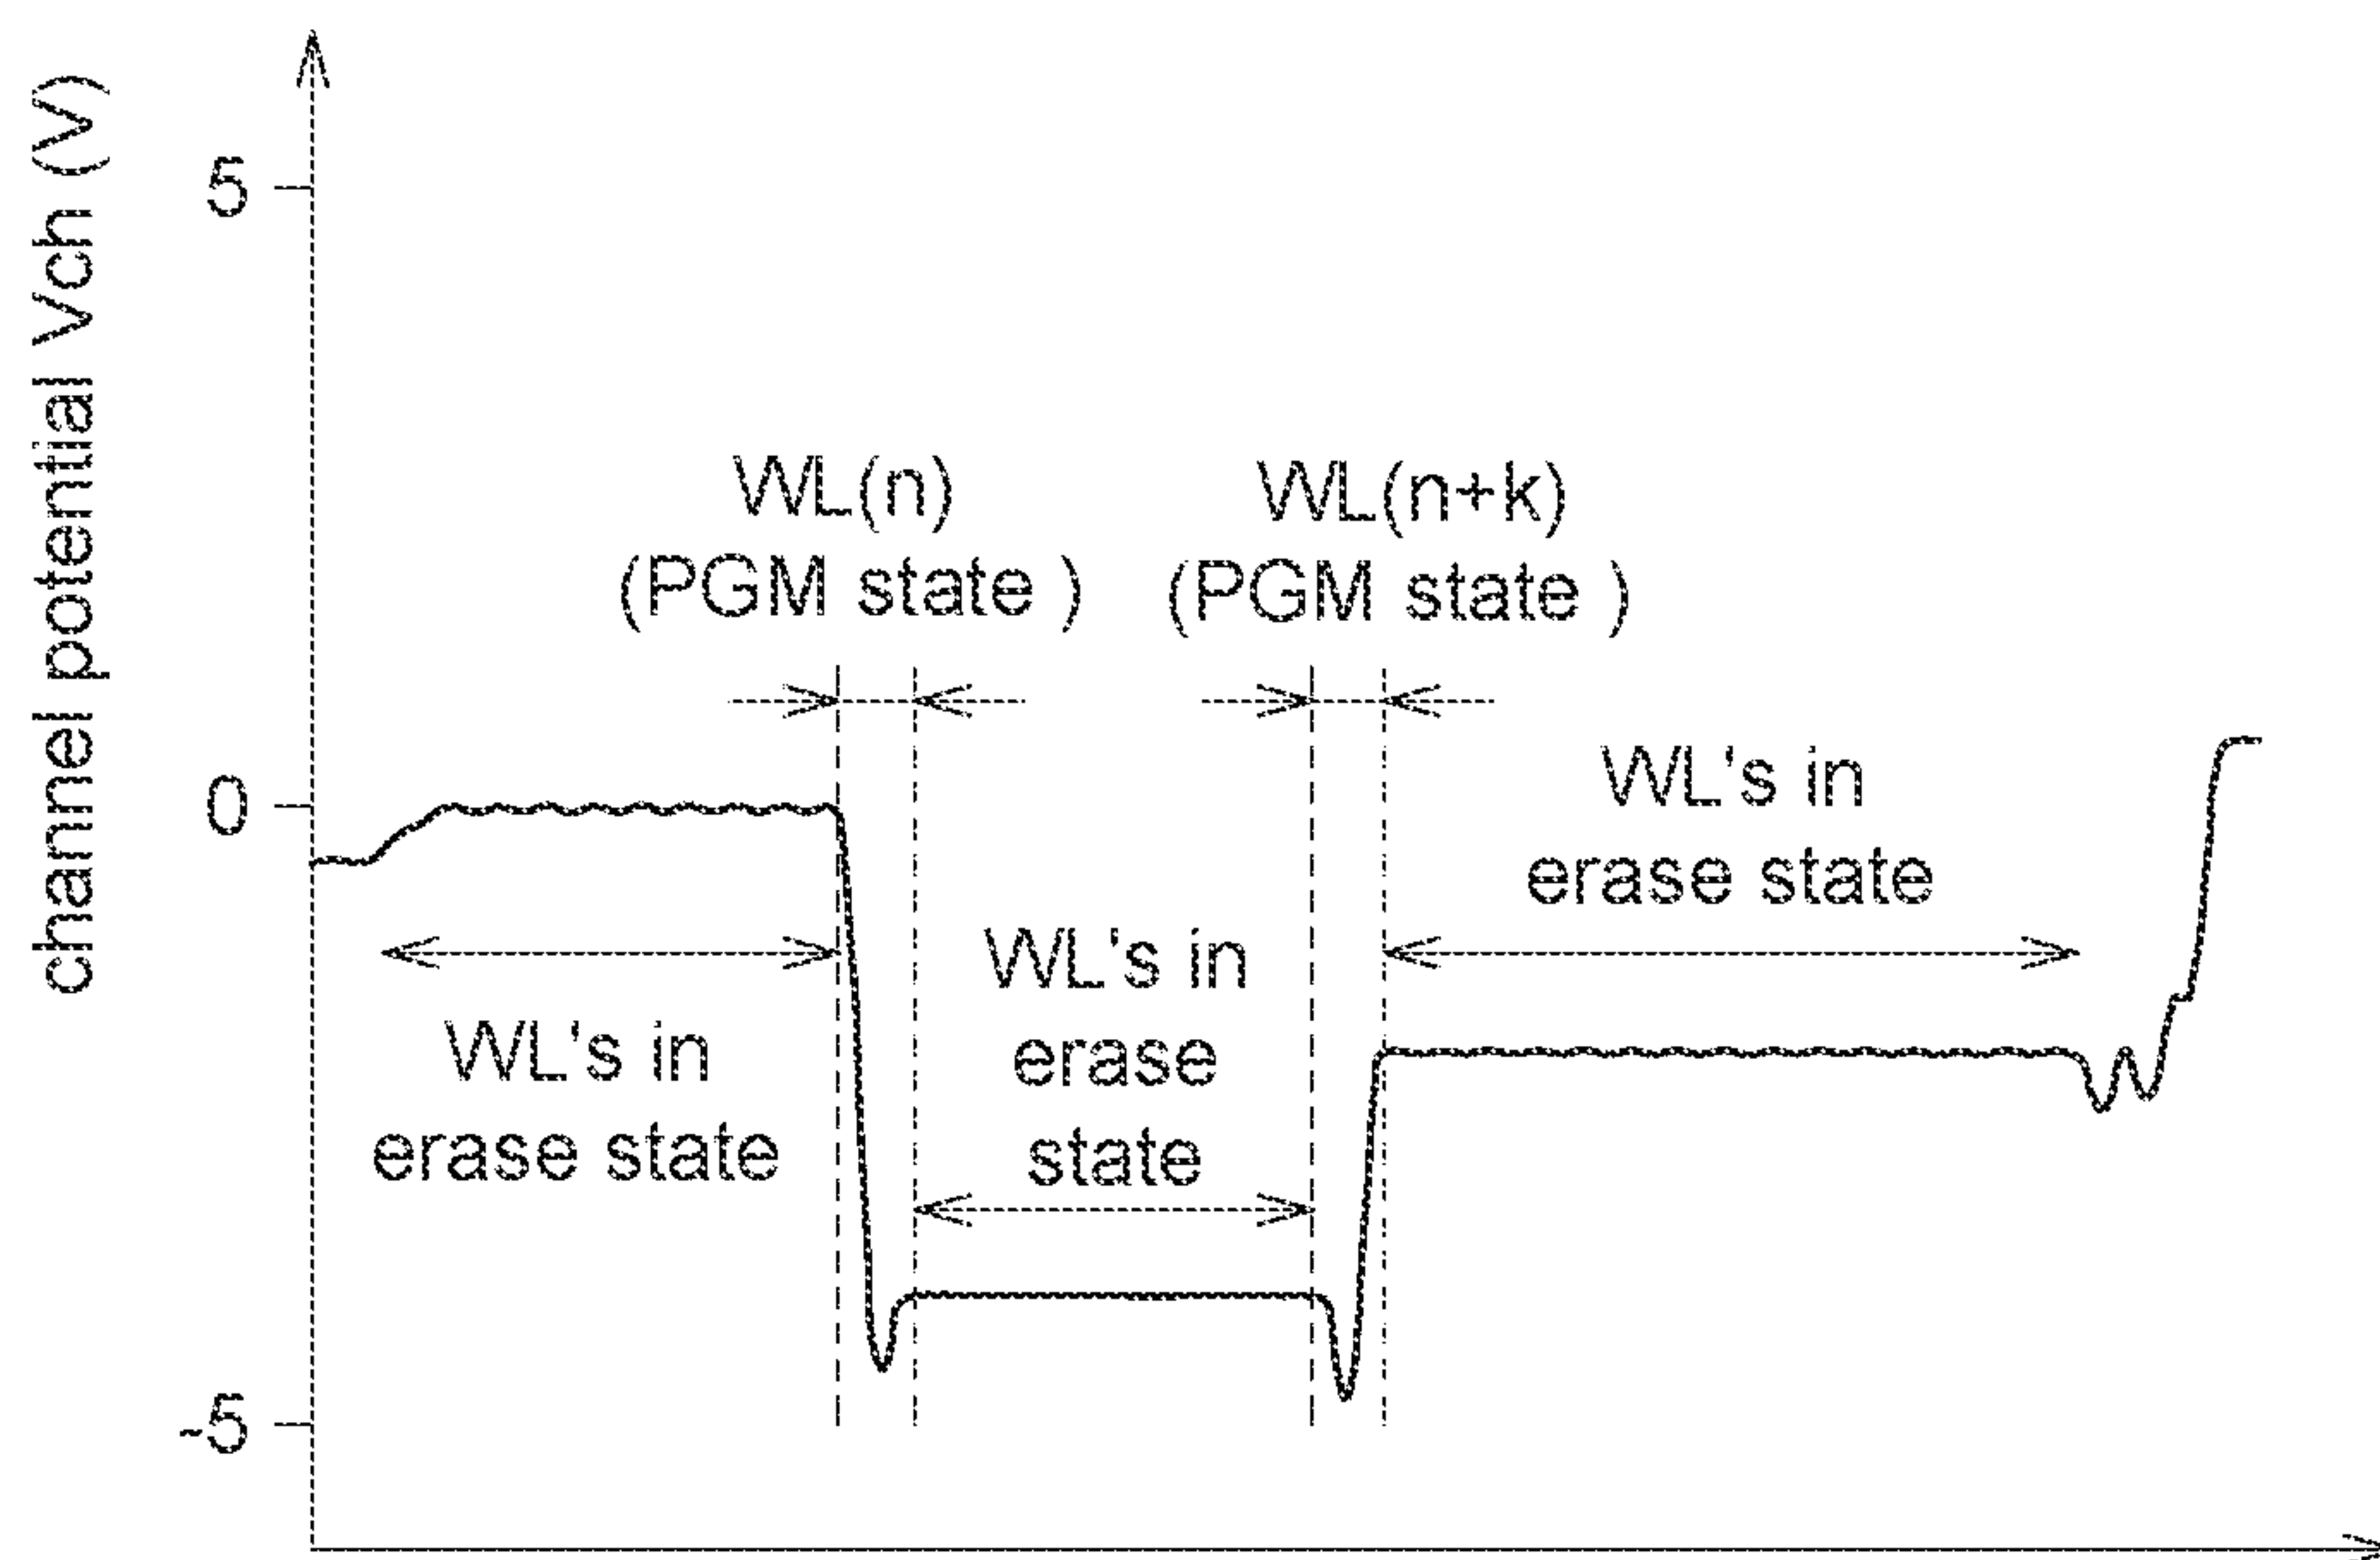 channel potential Vch (V)
5
0
-5
WL(n)
(PGM state )
WL(n+k)
(PGM state )
WL's in
erase state
WL's in
erase
state
WL's in
erase state